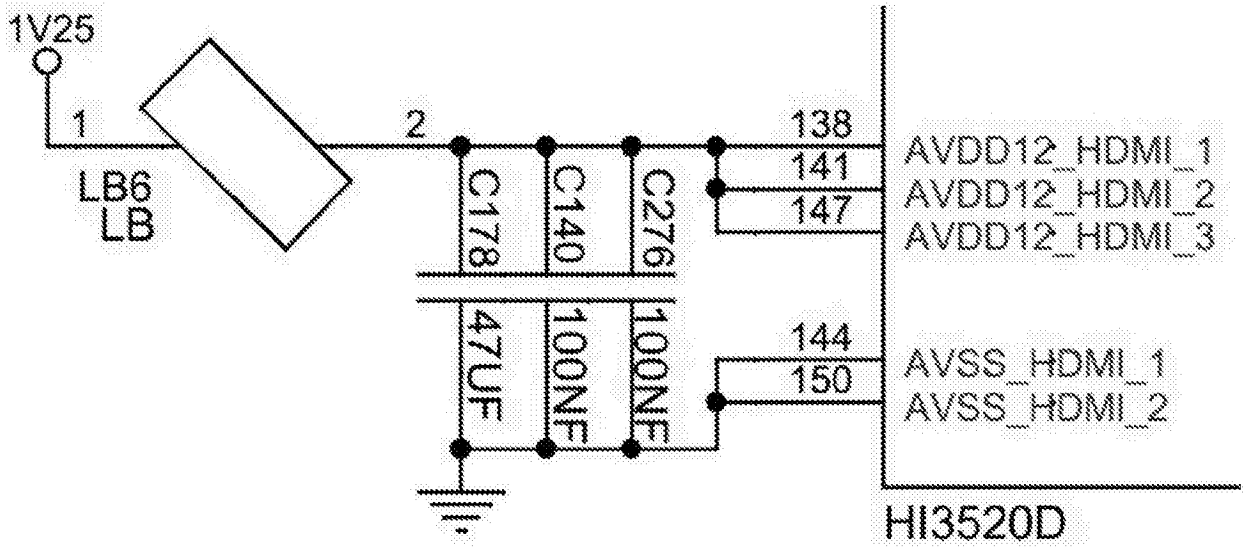 1V25
1
2
LB6
LB
C178
C140
C276
47UF
100NF
100NF
138
141
147
AVDD12_HDMI_1
AVDD12_HDMI_2
AVDD12_HDMI_3
144
150
AVSS_HDMI_1
AVSS_HDMI_2
HI3520D